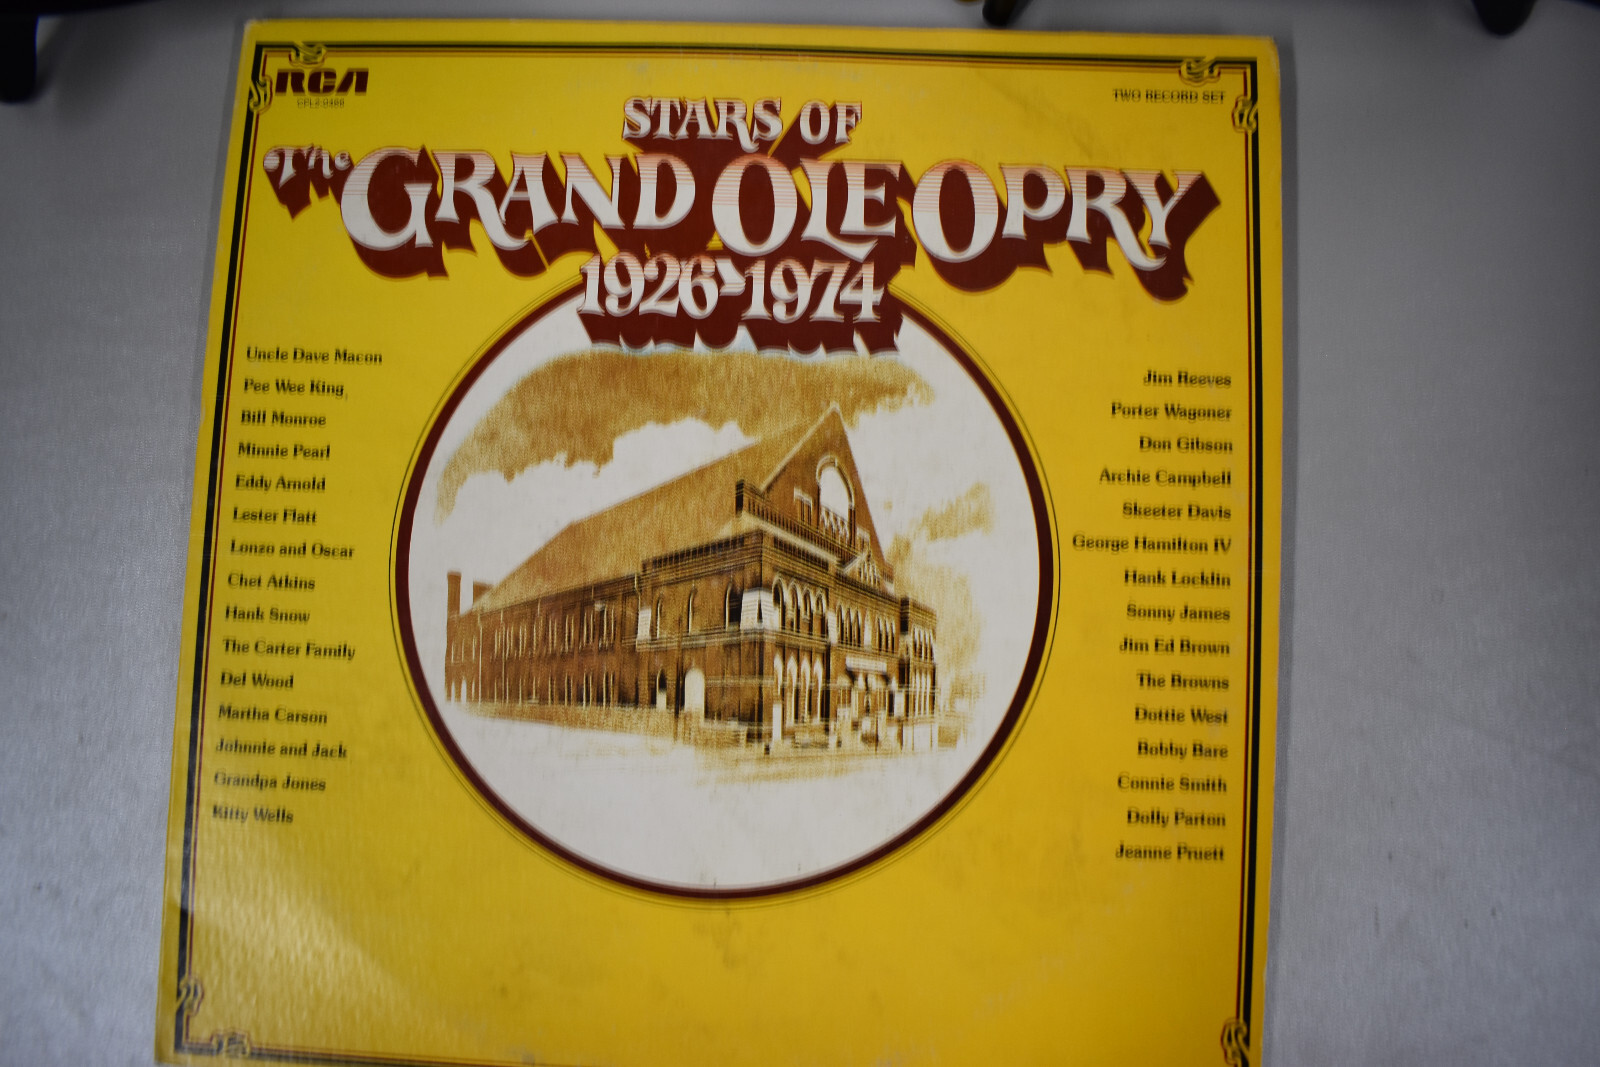 RCA
CPL2-0466
TWO RECORD SET
STARS OF
The GRAND OLE OPRY
1926-1974
Uncle Dave Macon
Pee Wee King
Bill Monroe
Minnie Pearl
Eddy Arnold
Lester Flatt
Lonzo and Oscar
Chet Atkins
Hank Snow
The Carter Family
Del Wood
Martha Carson
Johnnie and Jack
Grandpa Jones
Kitty Wells
Jim Reeves
Porter Wagoner
Don Gibson
Archie Campbell
Skeeter Davis
George Hamilton IV
Hank Locklin
Sonny James
Jim Ed Brown
The Browns
Dottie West
Bobby Bare
Connie Smith
Dolly Parton
Jeanne Pruett